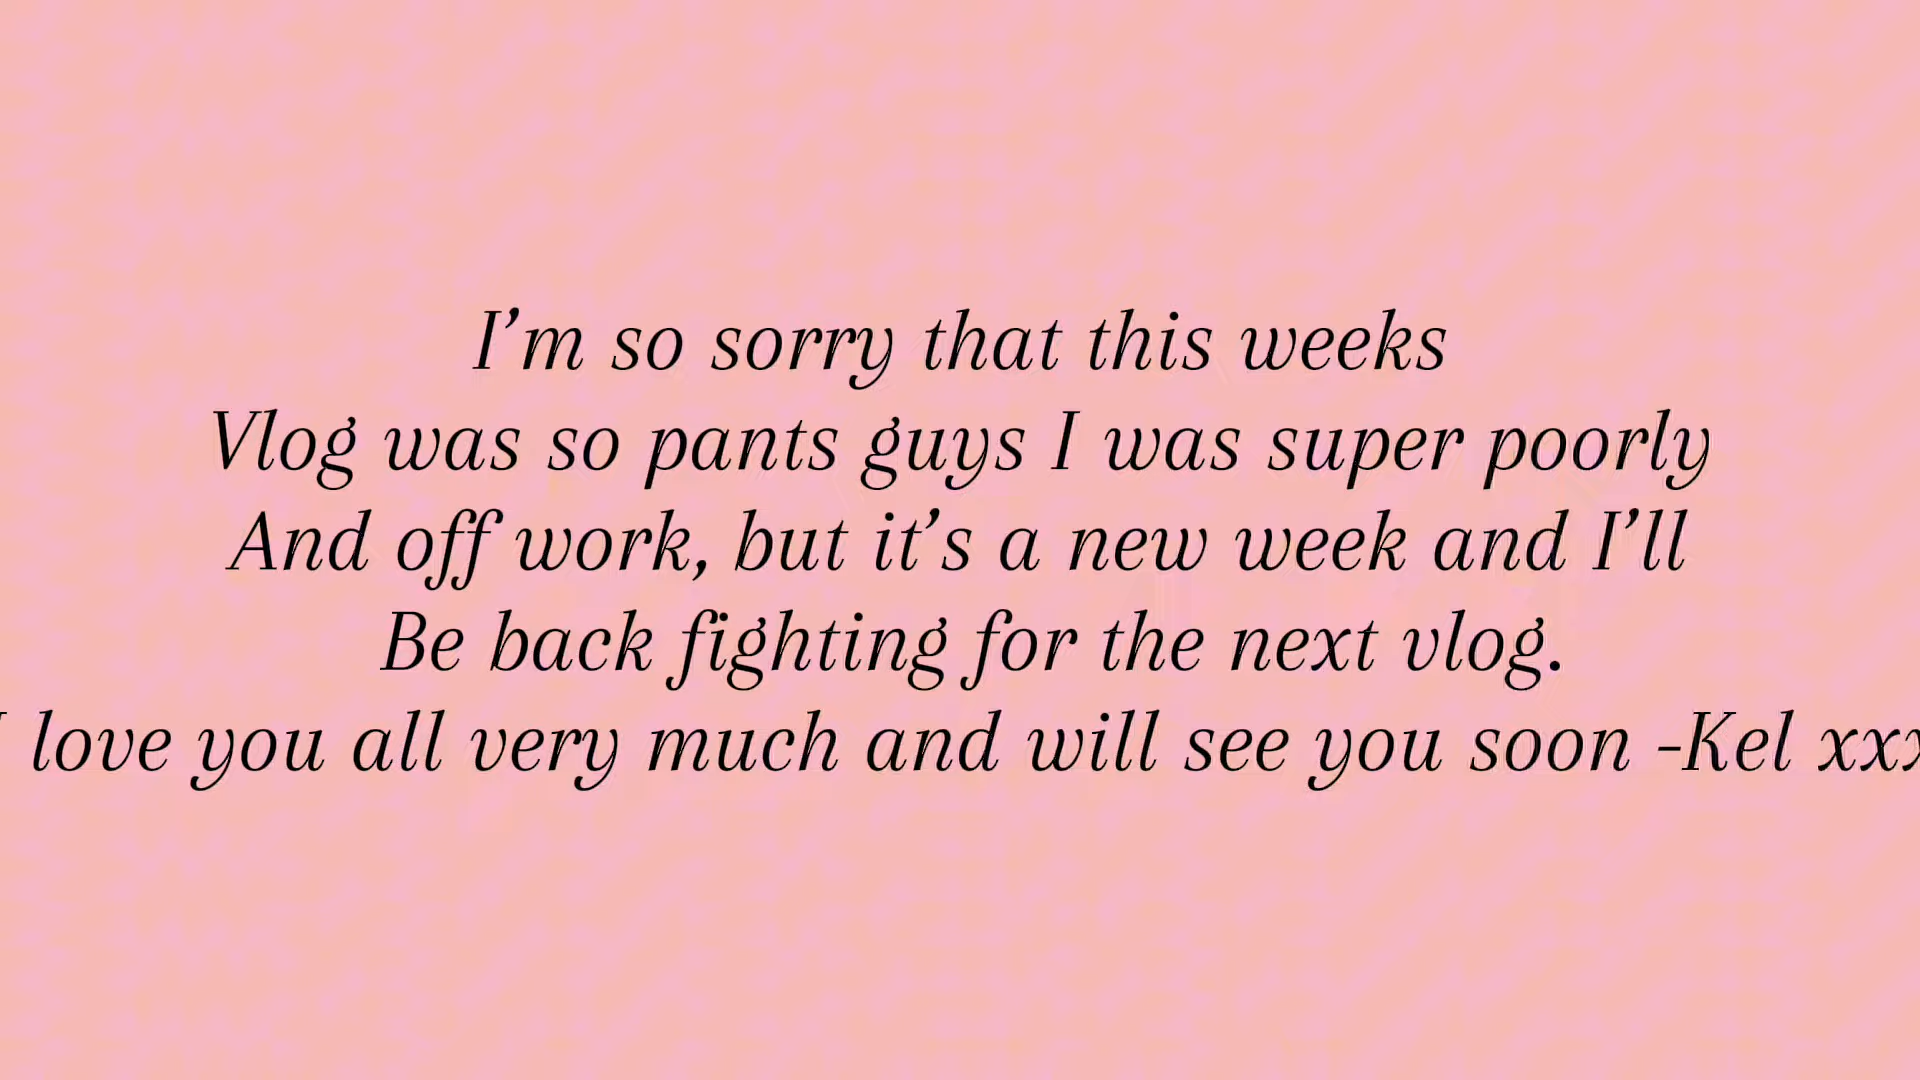 I’m so sorry that this weeks
Vlog was so pants guys I was super poorly
And off work, but it’s a new week and I’ll
Be back fighting for the next vlog.
I love you all very much and will see you soon -Kel xxx